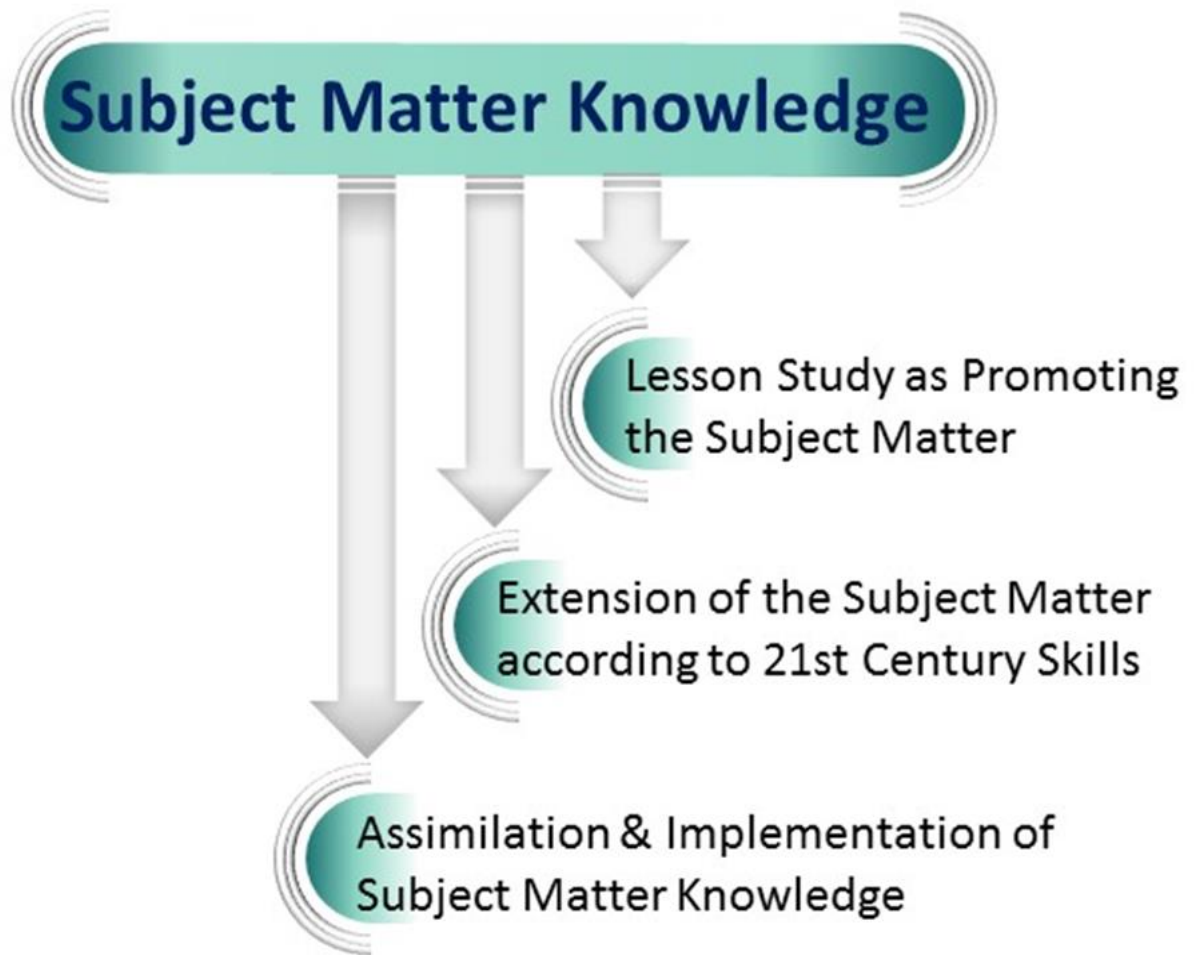 Subject Matter Knowledge
Lesson Study as Promoting
the Subject Matter
Extension of the Subject Matter
according to 21st Century Skills
Assimilation & Implementation of
Subject Matter Knowledge